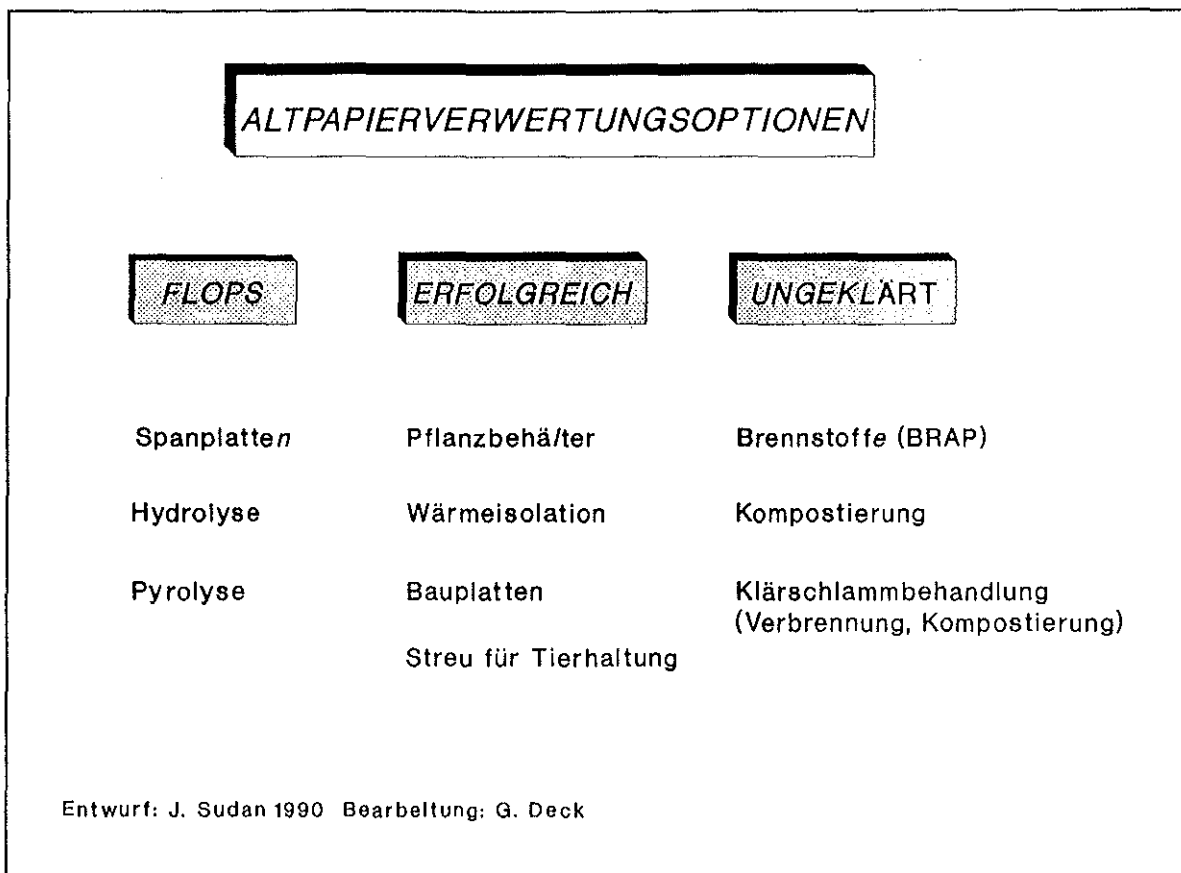 ALTPAPIERVERWERTUNGSOPTIONEN
FLOPS
Spanplatten
Hydrolyse
Pyrolyse
ERFOLGREICH
Pflanzbehälter
Wärmeisolation
Bauplatten
Streu für Tierhaltung
UNGEKLÄRT
Brennstoffe (BRAP)
Kompostierung
Klärschlammbehandlung
(Verbrennung, Kompostierung)
Entwurf: J. Sudan 1990 Bearbeitung: G. Deck